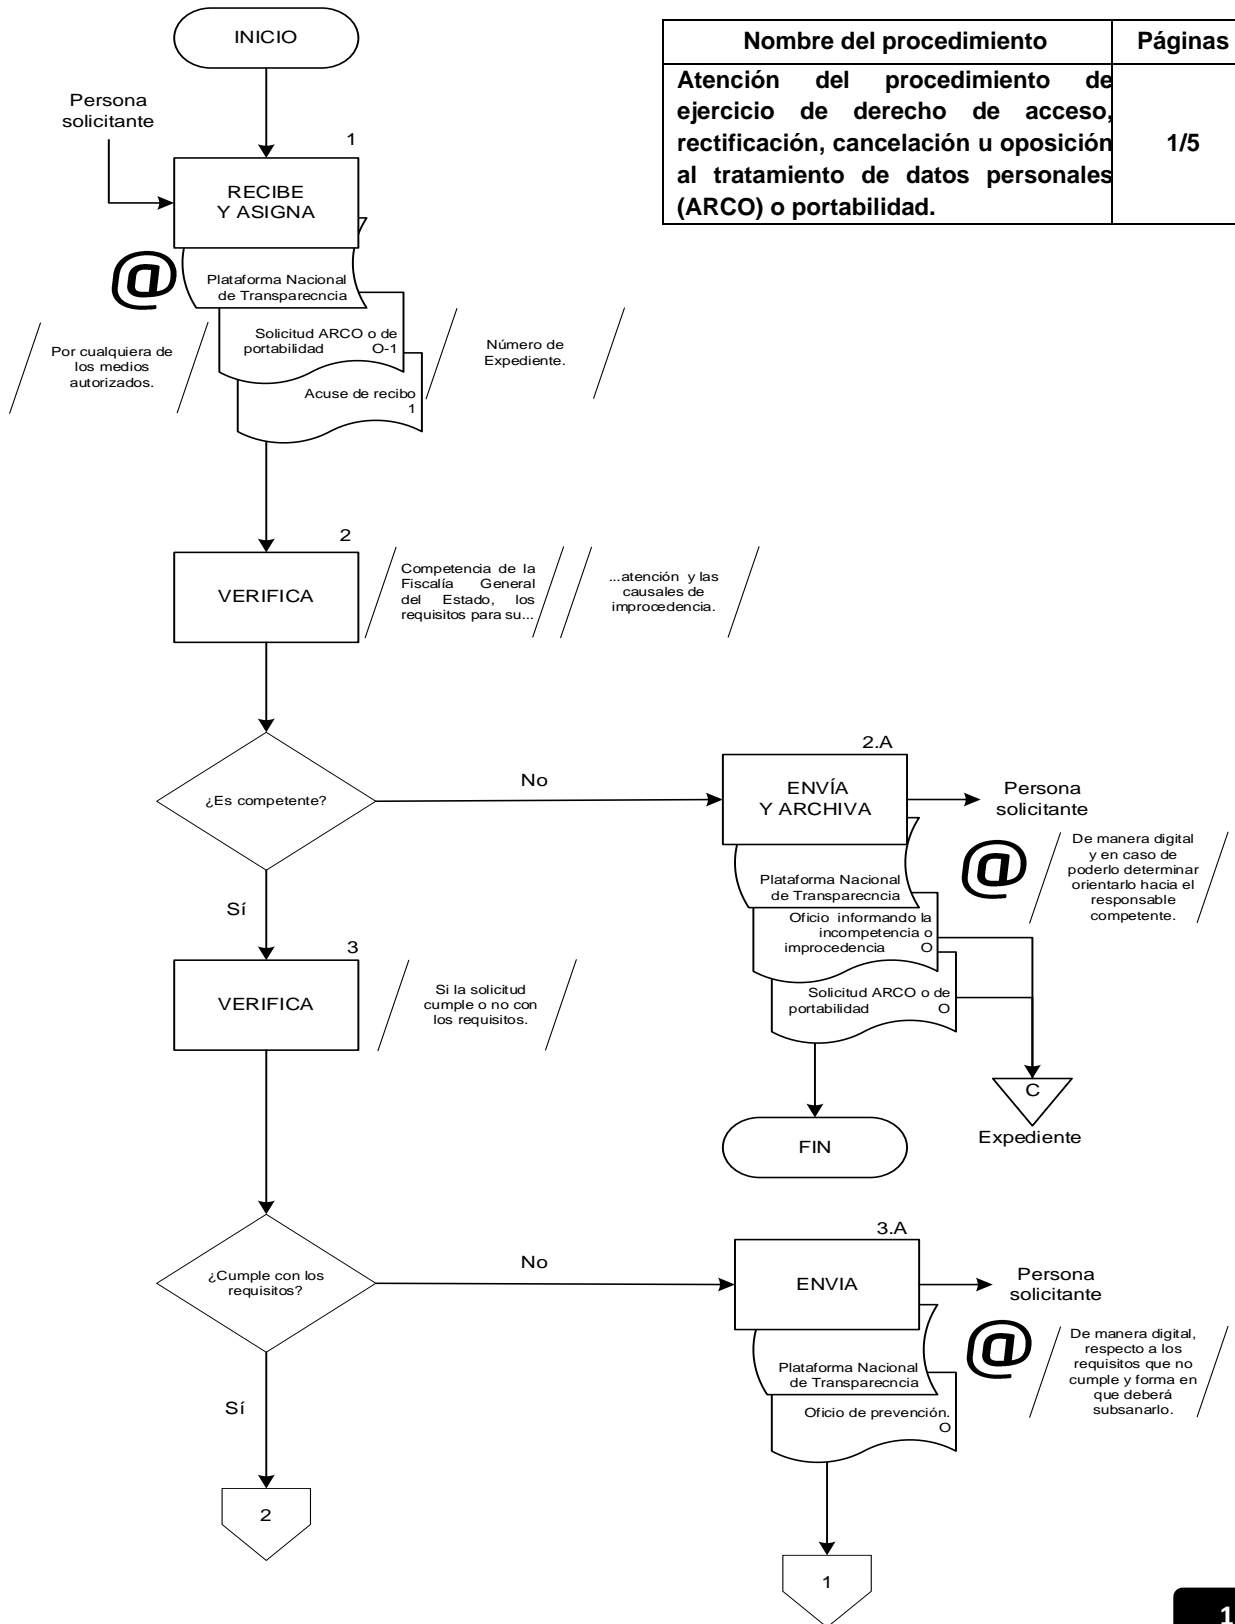 INICIO
Nombre del procedimiento
Páginas
Atención del procedimiento de
ejercicio de derecho de acceso,
rectificación, cancelación u oposición
al tratamiento de datos personales
(ARCO) o portabilidad.
1/5
Persona
solicitante
1
RECIBE
Y ASIGNA
@
Plataforma Nacional
de Transparecncia
Solicitud ARCO o de
portabilidad O-1
Acuse de recibo
1
Por cualquiera de
los medios
autorizados.
Número de
Expediente.
2
VERIFICA
Competencia de la
Fiscalía General
del Estado, los
requisitos para su...
...atención y las
causales de
improcedencia.
¿Es competente?
No
Sí
2.A
ENVÍA
Y ARCHIVA
Persona
solicitante
Plataforma Nacional
de Transparecncia
Oficio informando la
incompetencia o
improcedencia O
Solicitud ARCO o de
portabilidad O
@
De manera digital
y en caso de
poderlo determinar
orientarlo hacia el
responsable
competente.
C
Expediente
FIN
3
VERIFICA
Si la solicitud
cumple o no con
los requisitos.
¿Cumple con los
requisitos?
No
Sí
3.A
ENVIA
Persona
solicitante
Plataforma Nacional
de Transparecncia
Oficio de prevención.
O
@
De manera digital,
respecto a los
requisitos que no
cumple y forma en
que deberá
subsanarlo.
2
1
1